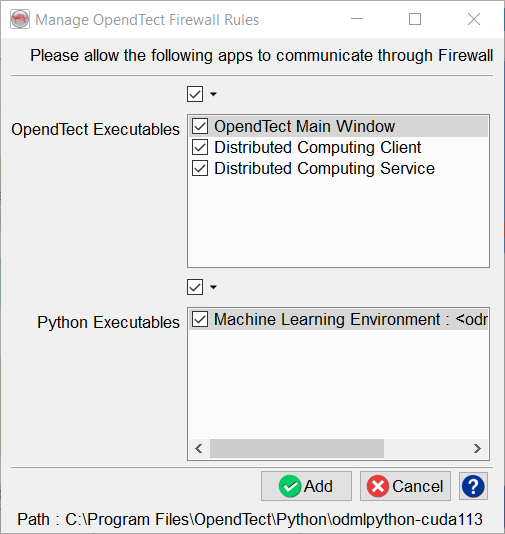 Manage OpendTect Firewall Rules
Please allow the following apps to communicate through Firewall
OpendTect Executables
OpendTect Main Window
Distributed Computing Client
Distributed Computing Service
Python Executables
Machine Learning Environment : <odr
Add
Cancel
?
Path : C:\Program Files\OpendTect\Python\odmlpython-cuda113